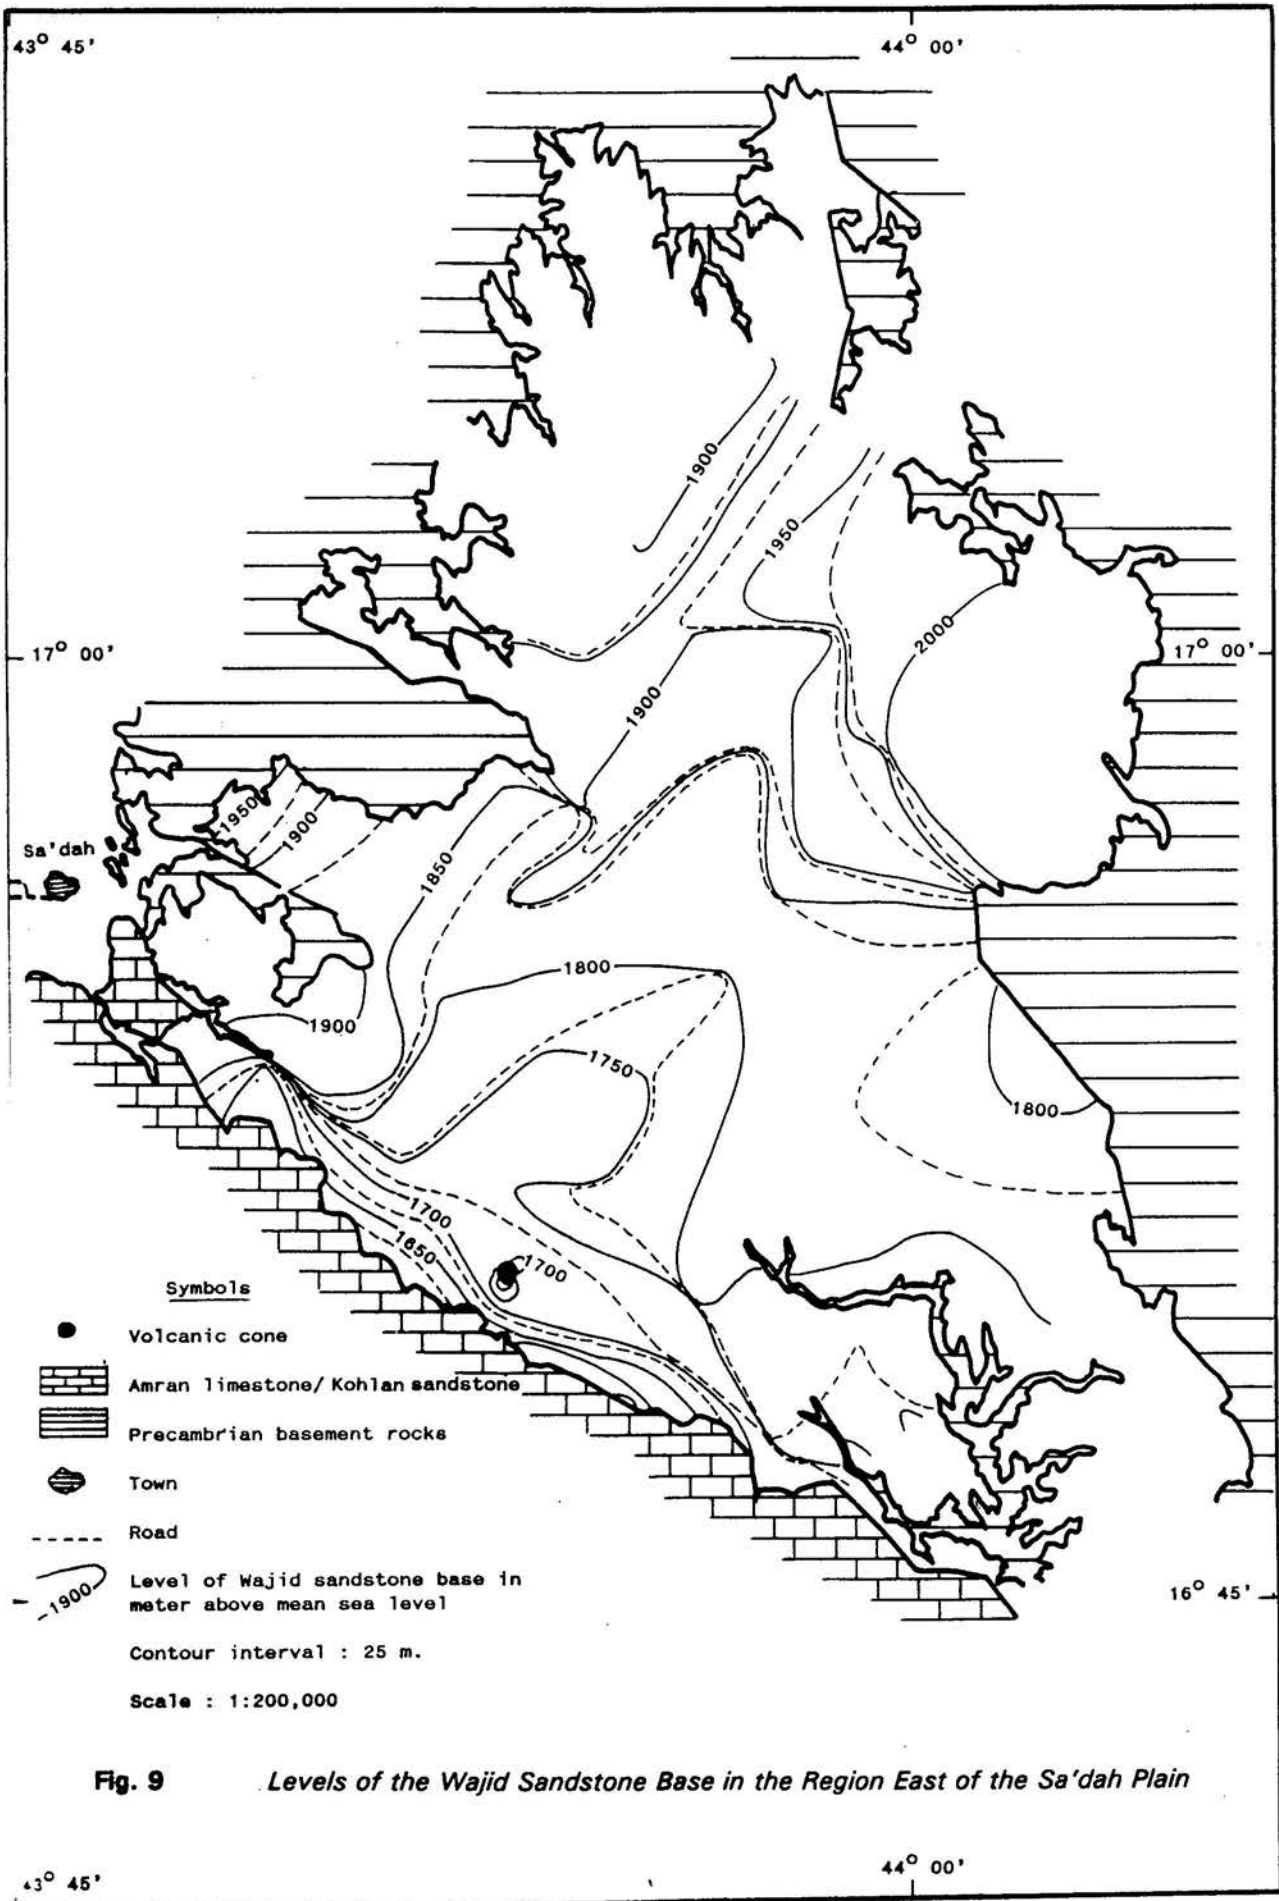 43° 45'
44° 00'
1900
1950
2000
17° 00'
17° 00'
1900
1950
1900
Sa'dah
1850
1800
1900
1750
1800
1700
1650
1700
Symbols
Volcanic cone
Amran limestone/ Kohlan sandstone
Precambrian basement rocks
Town
Road
1900
Level of Wajid sandstone base in
meter above mean sea level
16° 45'
Contour interval : 25 m.
Scale : 1:200,000
Fig. 9 Levels of the Wajid Sandstone Base in the Region East of the Sa'dah Plain
44° 00'
43° 45'